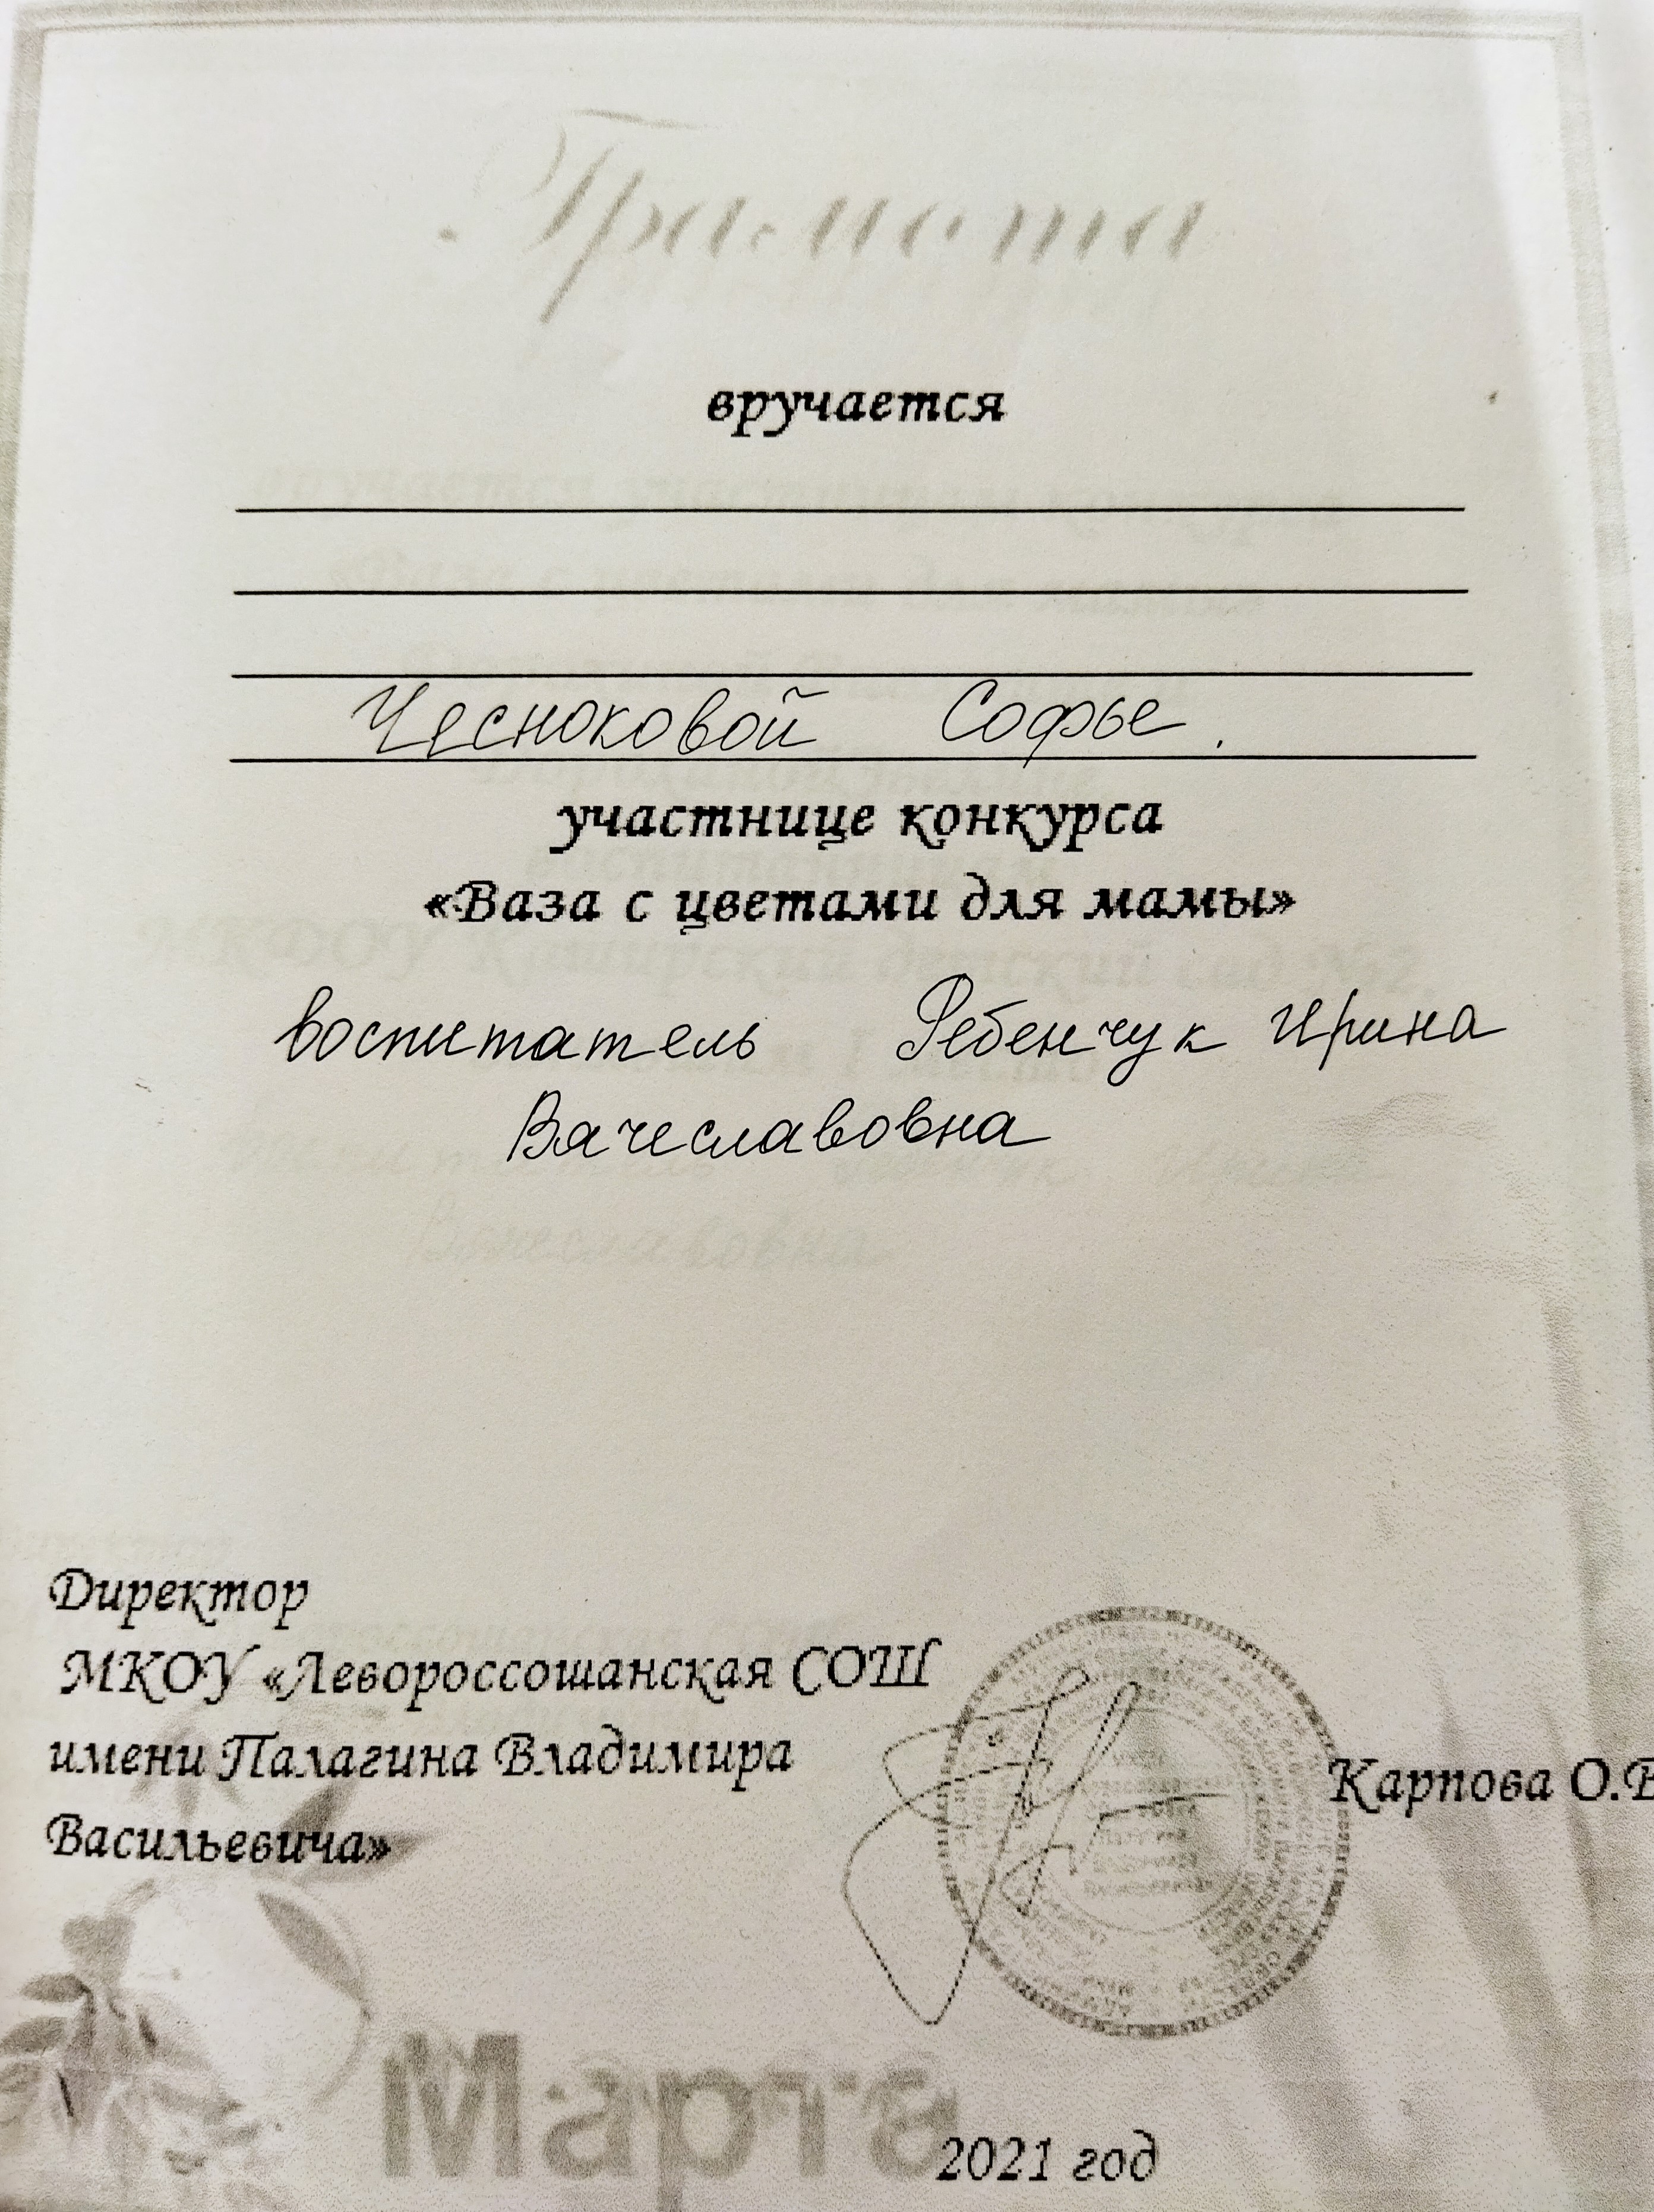 Грамота
вручается
Чесноковой Софье.
участнице конкурса
«Ваза с цветами для мамы»
воспитатель Ребенчук Ирина
Вячеславовна
Директор
МКОУ «Левороссошанская СОШ
имени Палагина Владимира
Васильевича»
Карпова О.В
Марта
2021 год